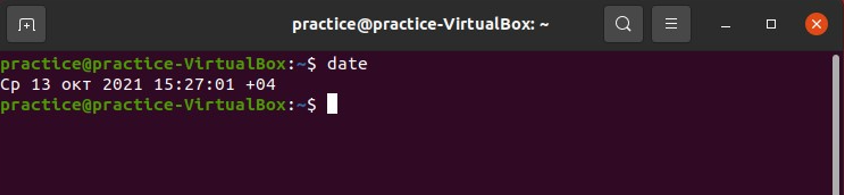 practice@practice-VirtualBox: ~
practice@practice-VirtualBox:~$ date
Ср 13 окт 2021 15:27:01 +04
practice@practice-VirtualBox:~$